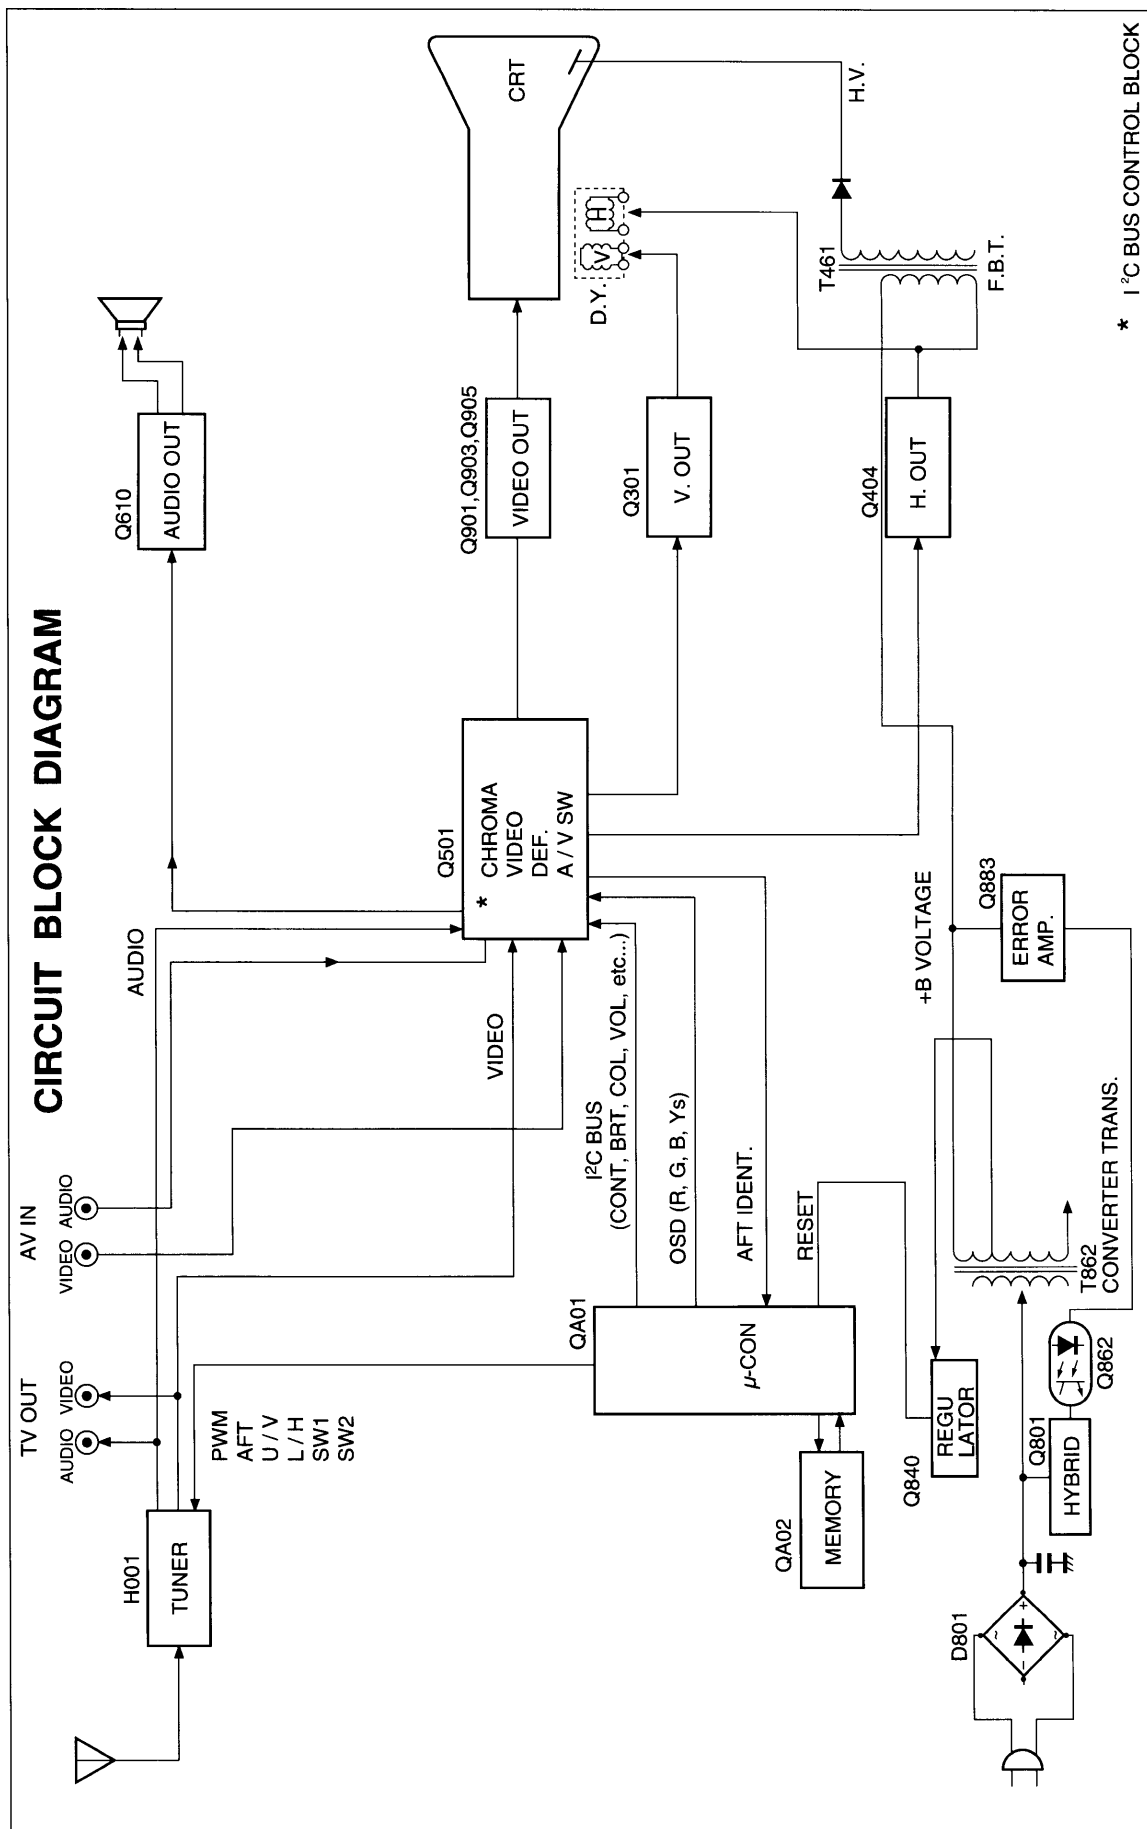 CIRCUIT BLOCK DIAGRAM
TV OUT
AUDIO VIDEO
AV IN
VIDEO AUDIO
H001
TUNER
PWM
AFT
U / V
L / H
SW1
SW2
AUDIO
VIDEO
Q501
*
CHROMA
VIDEO
DEF.
A / V SW
Q610
AUDIO OUT
Q901,Q903,Q905
VIDEO OUT
CRT
D.Y.
V
H
Q301
V. OUT
Q404
H. OUT
T461
F.B.T.
H.V.
QA01
µ-CON
QA02
MEMORY
I²C BUS
(CONT, BRT, COL, VOL, etc...)
OSD (R, G, B, Ys)
AFT IDENT.
RESET
Q840
REGU
LATOR
+B VOLTAGE
Q883
ERROR
AMP.
D801
~
− +
~
Q801
HYBRID
Q862
T862
CONVERTER TRANS.
* I²C BUS CONTROL BLOCK